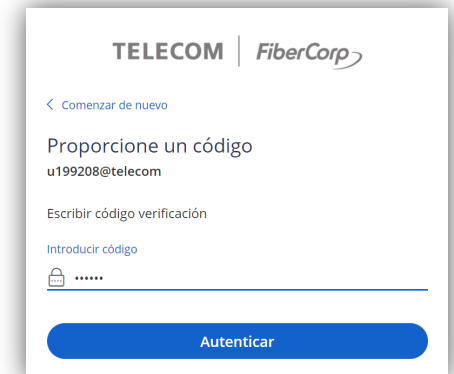 TELECOM | FiberCorp
Comenzar de nuevo
Proporcione un código
u199208@telecom
Escribir código verificación
Introducir código
••••••
Autenticar